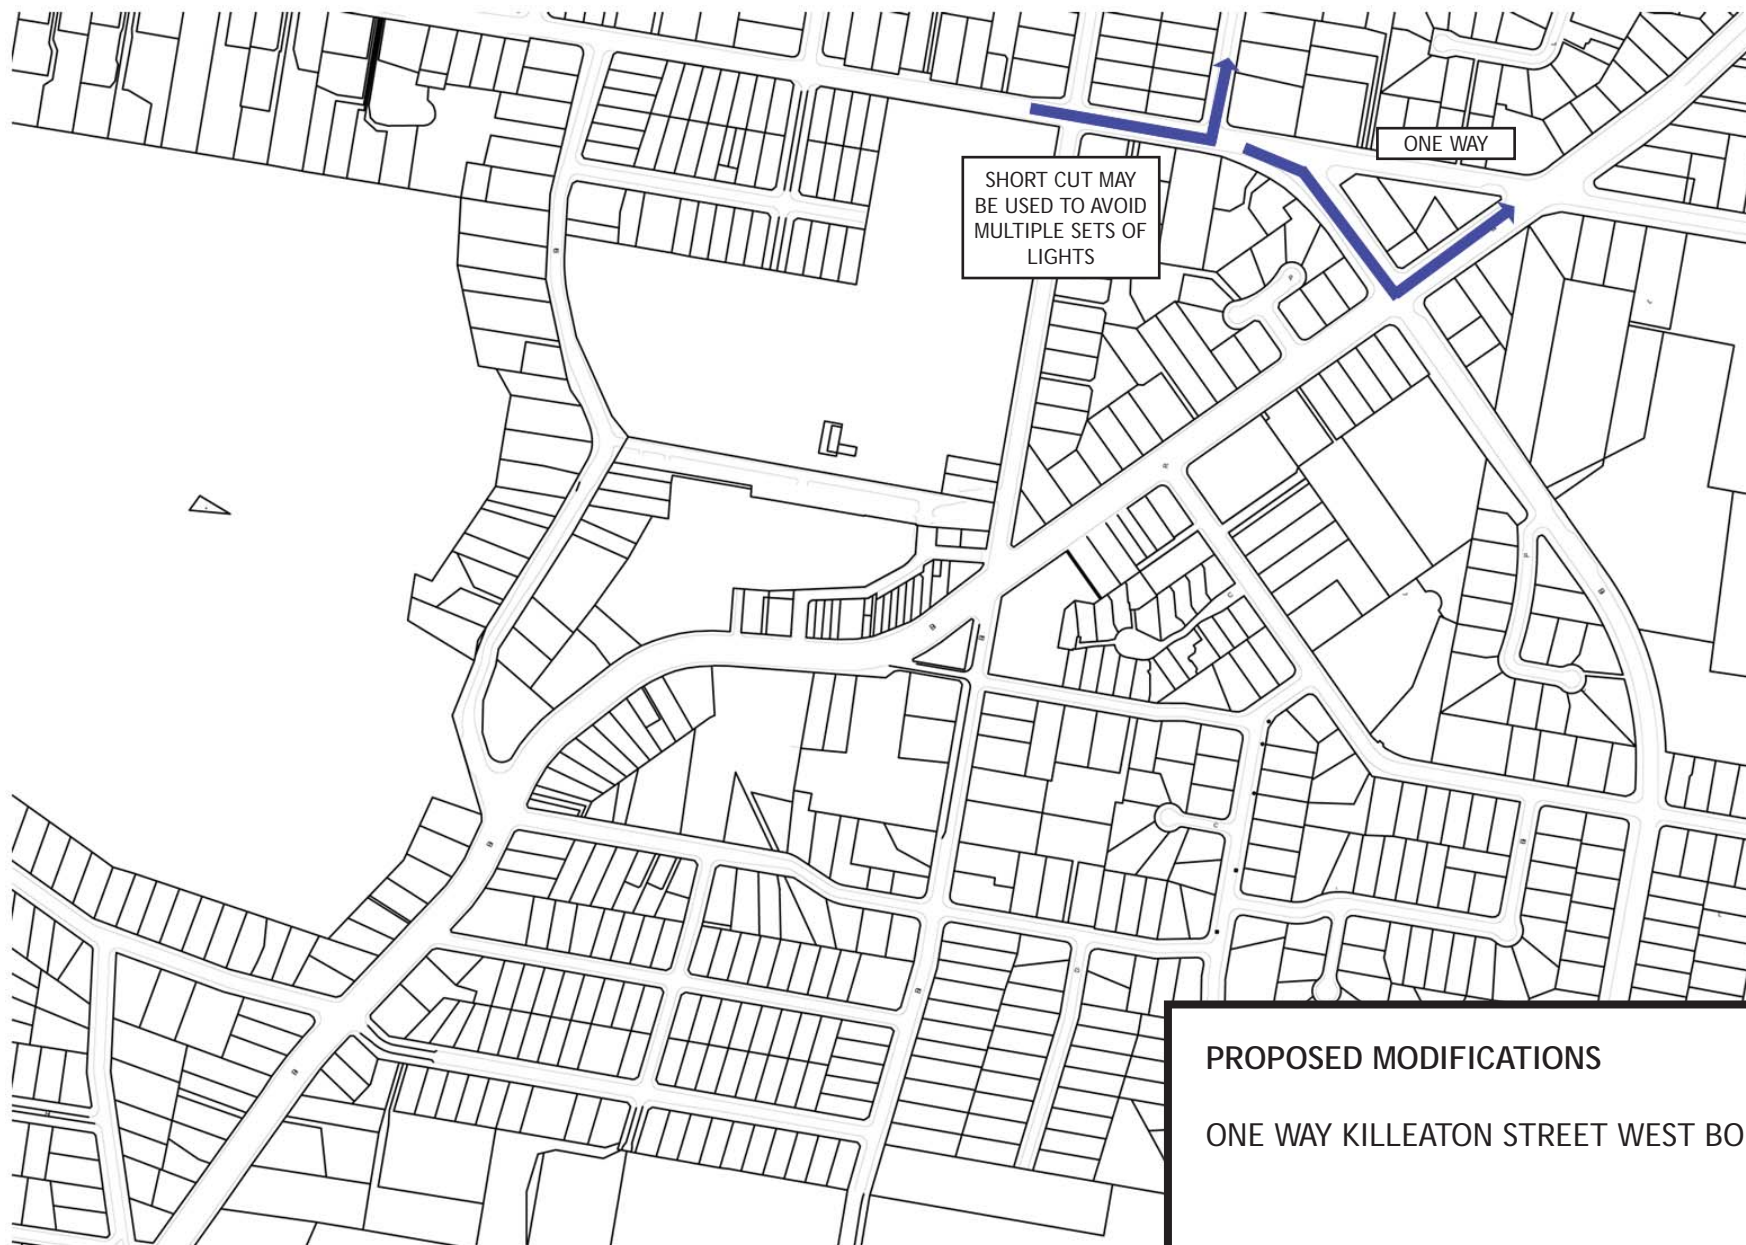 ONE WAY
SHORT CUT MAY
BE USED TO AVOID
MULTIPLE SETS OF
LIGHTS
PROPOSED MODIFICATIONS
ONE WAY KILLEATON STREET WEST BO